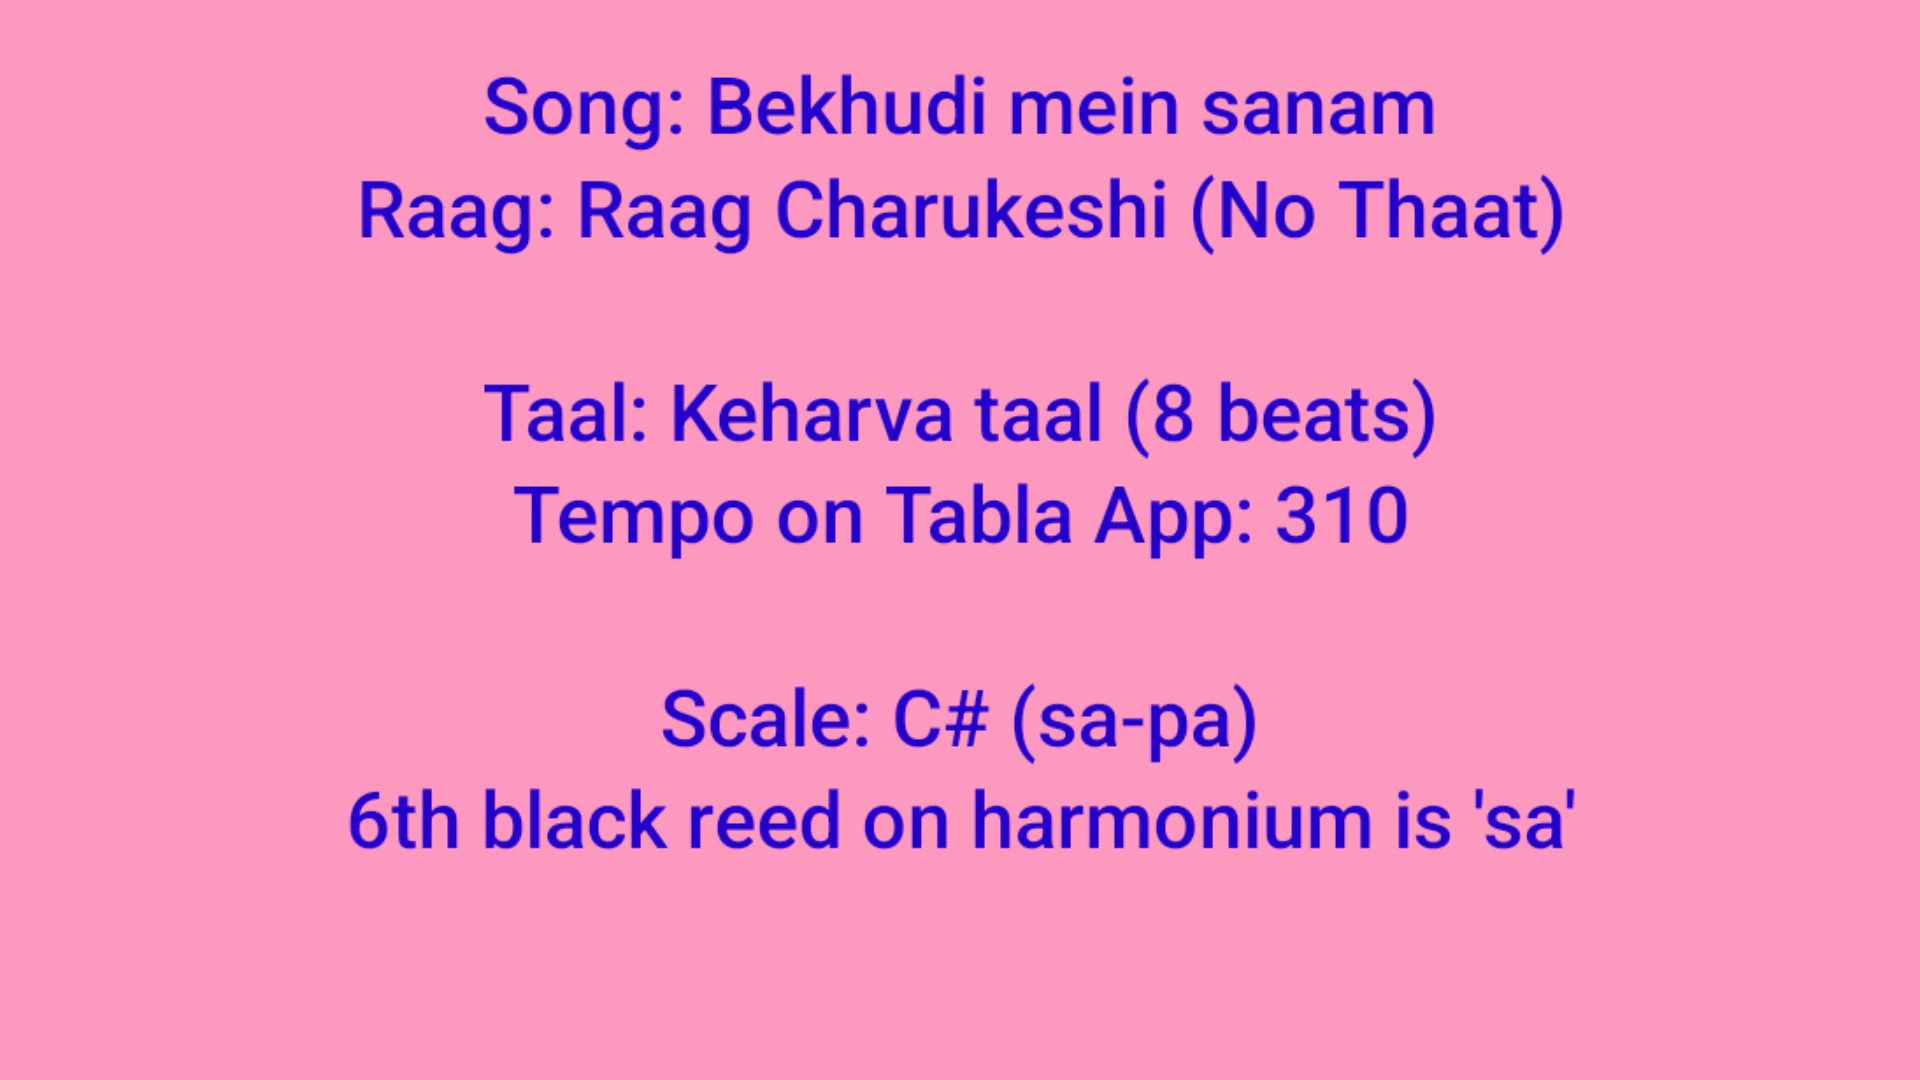 Song: Bekhudi mein sanam
Raag: Raag Charukeshi (No Thaat)
Taal: Keharva taal (8 beats)
Tempo on Tabla App: 310
Scale: C# (sa-pa)
6th black reed on harmonium is 'sa'